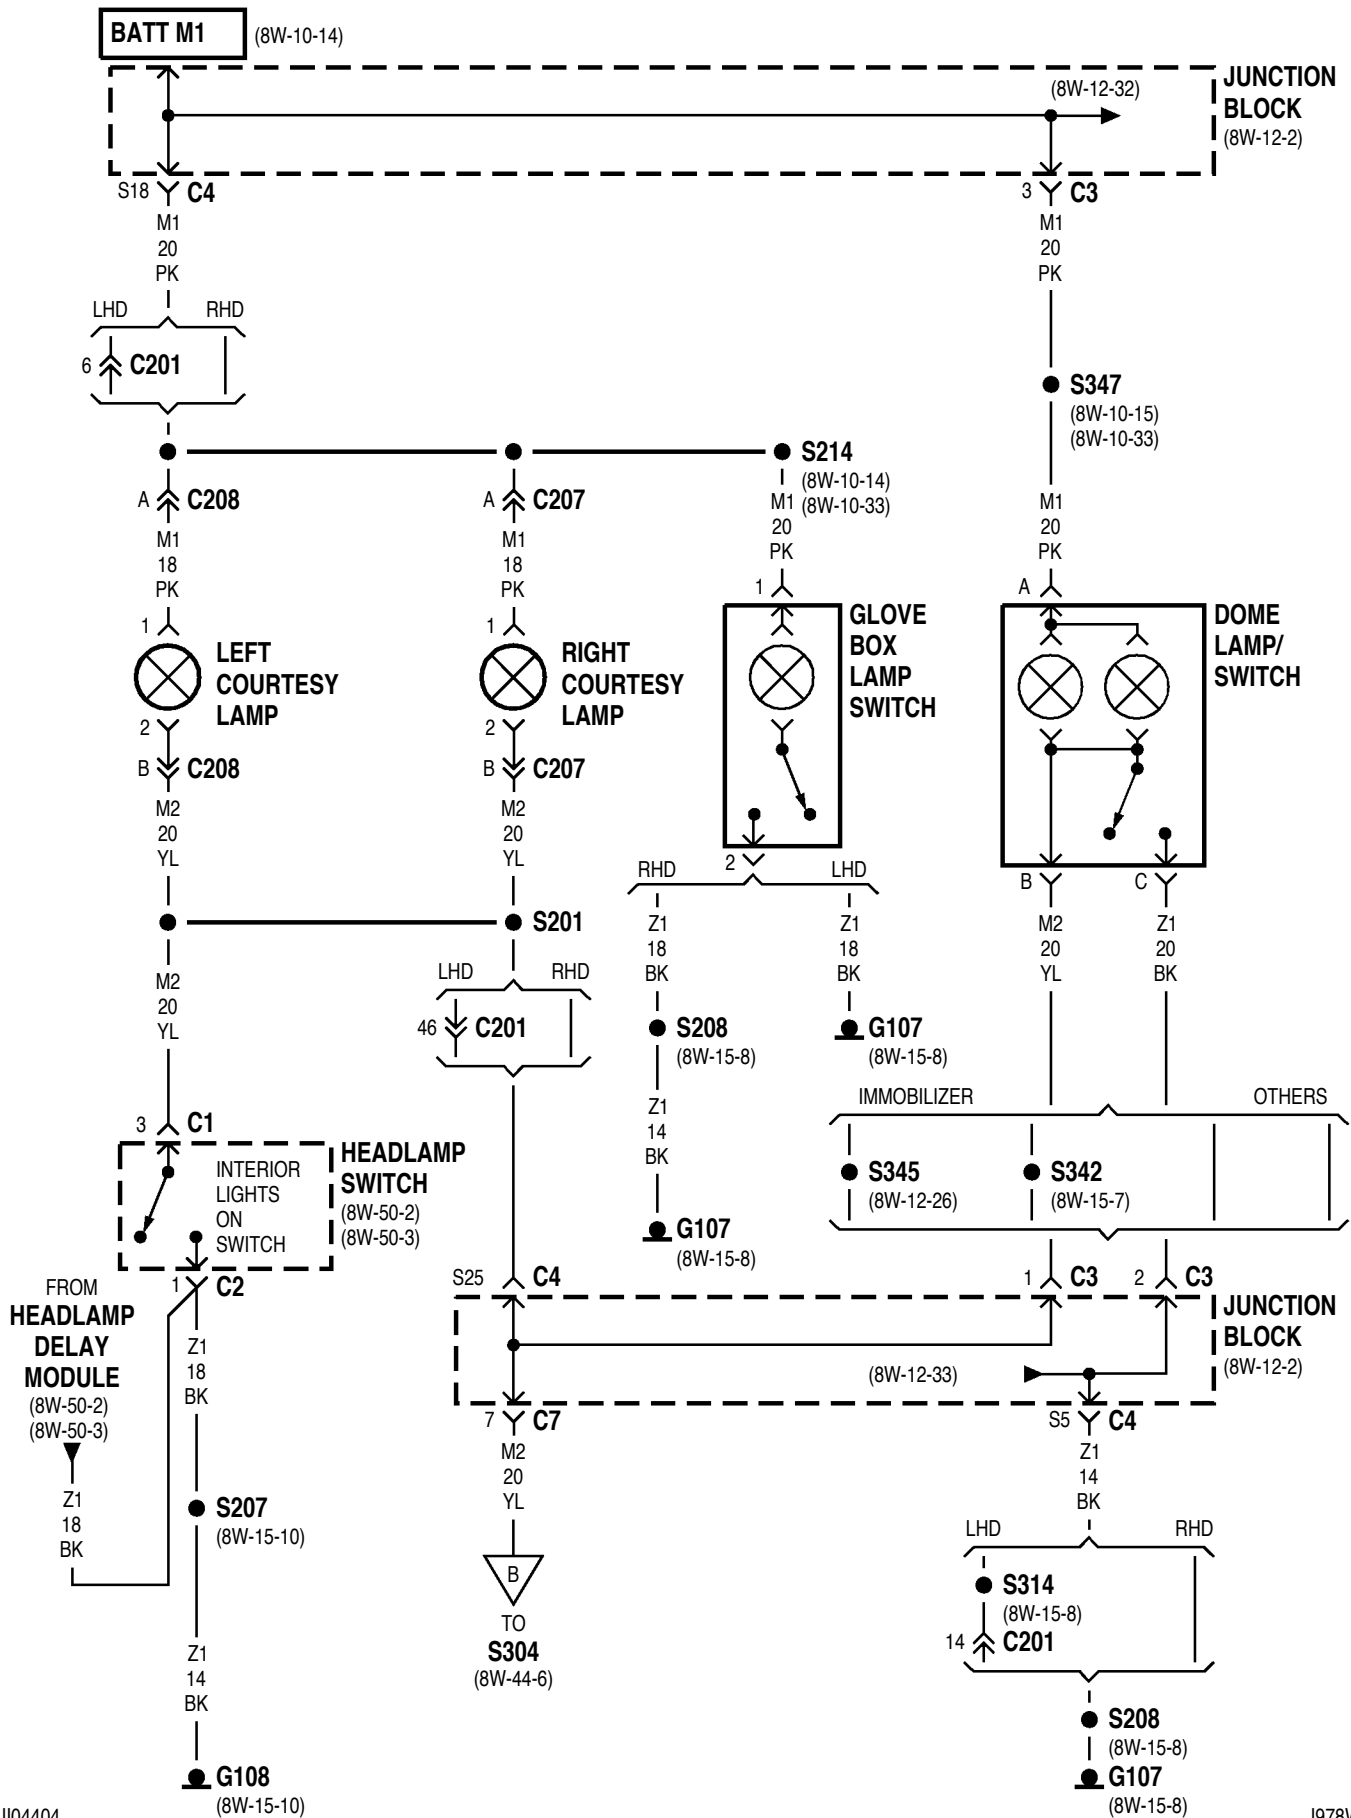 BATT M1 (8W-10-14)
JUNCTION
BLOCK
(8W-12-2)
(8W-12-32)
S18 C4
3 C3
M1
20
PK
M1
20
PK
LHD RHD
6 C201
S347
(8W-10-15)
(8W-10-33)
S214
(8W-10-14)
(8W-10-33)
A C208
A C207
M1
18
PK
M1
18
PK
M1
20
PK
M1
20
PK
1
LEFT
COURTESY
LAMP
2
1
RIGHT
COURTESY
LAMP
2
1
GLOVE
BOX
LAMP
SWITCH
2
A
DOME
LAMP/
SWITCH
B C
B C208
B C207
M2
20
YL
M2
20
YL
RHD LHD
Z1
18
BK
Z1
18
BK
M2
20
YL
Z1
20
BK
S201
M2
20
YL
LHD RHD
46 C201
S208
(8W-15-8)
G107
(8W-15-8)
Z1
14
BK
G107
(8W-15-8)
IMMOBILIZER OTHERS
S345
(8W-12-26)
S342
(8W-15-7)
3 C1
INTERIOR
LIGHTS
ON
SWITCH
HEADLAMP
SWITCH
(8W-50-2)
(8W-50-3)
1 C2
FROM
HEADLAMP
DELAY
MODULE
(8W-50-2)
(8W-50-3)
Z1
18
BK
Z1
18
BK
S207
(8W-15-10)
Z1
14
BK
G108
(8W-15-10)
S25 C4
1 C3
2 C3
JUNCTION
BLOCK
(8W-12-2)
(8W-12-33)
7 C7
S5 C4
M2
20
YL
B
TO
S304
(8W-44-6)
Z1
14
BK
LHD RHD
S314
(8W-15-8)
14 C201
S208
(8W-15-8)
G107
(8W-15-8)